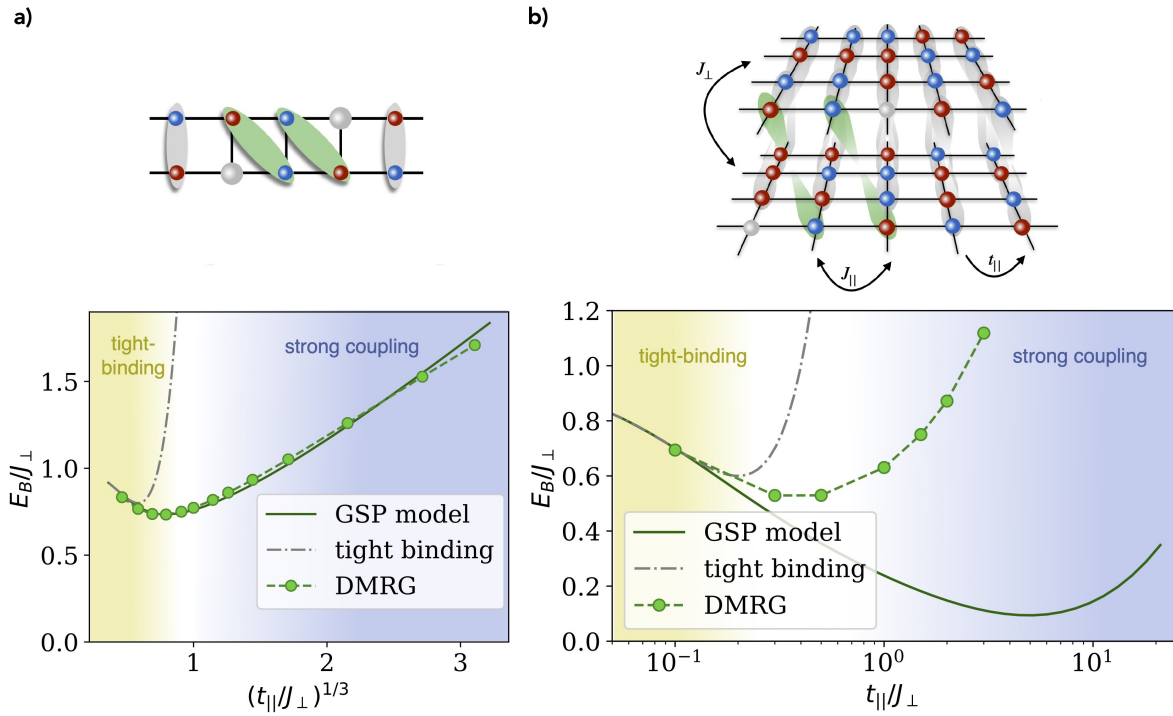 a)
b)
J⊥
J||
t||
tight-
binding
strong coupling
E_B/J⊥
1.5
1.0
0.5
0.0
GSP model
tight binding
DMRG
1
2
3
(t||/J⊥)^{1/3}
tight-binding
strong coupling
E_B/J⊥
1.2
1.0
0.8
0.6
0.4
0.2
0.0
GSP model
tight binding
DMRG
10^{-1}
10^{0}
10^{1}
t||/J⊥